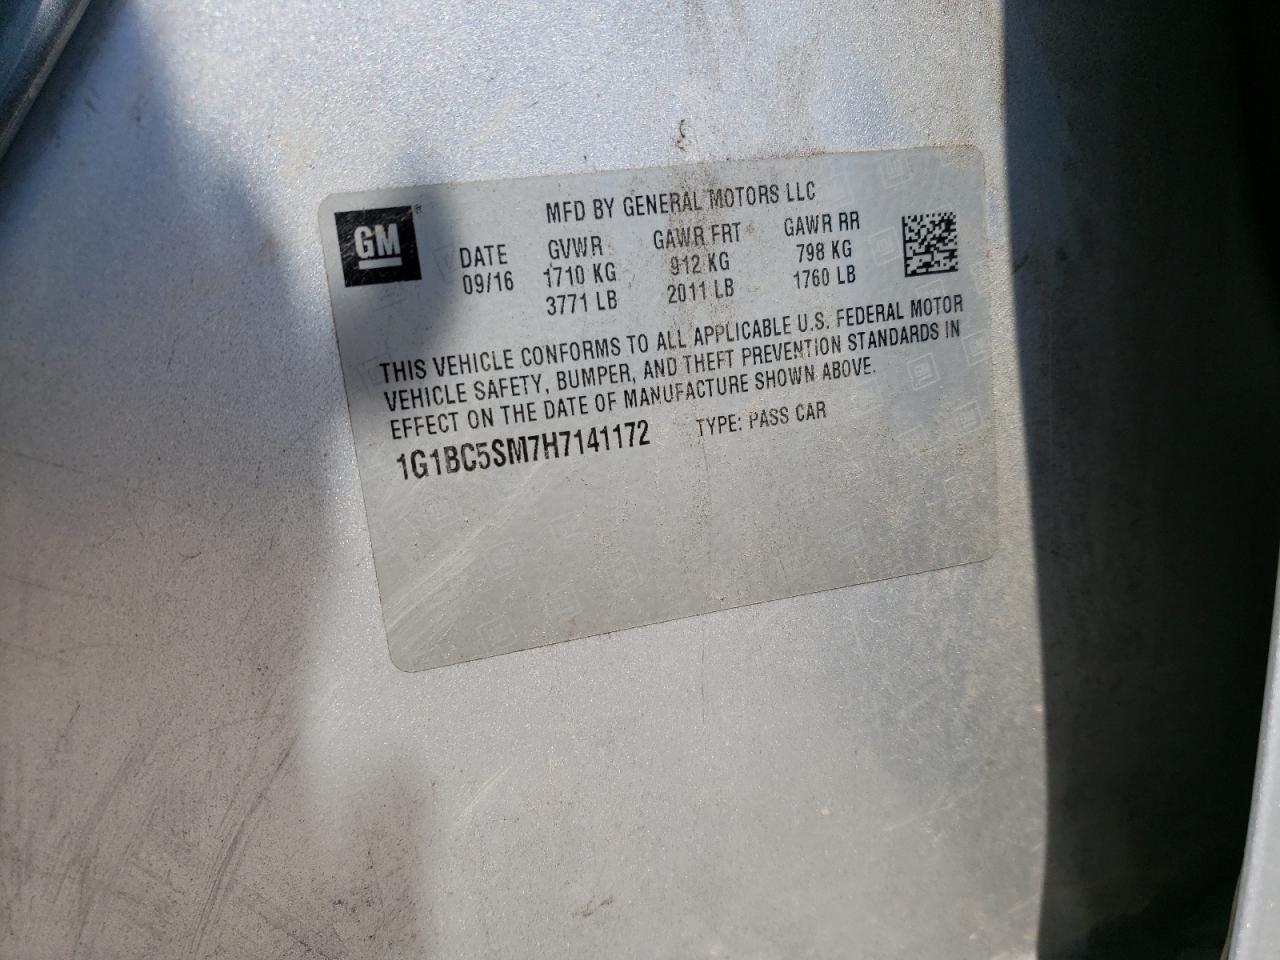 GM®
MFD BY GENERAL MOTORS LLC
DATE GVWR GAWR FRT GAWR RR
09/16 1710 KG 912 KG 798 KG
3771 LB 2011 LB 1760 LB
THIS VEHICLE CONFORMS TO ALL APPLICABLE U.S. FEDERAL MOTOR
VEHICLE SAFETY, BUMPER, AND THEFT PREVENTION STANDARDS IN
EFFECT ON THE DATE OF MANUFACTURE SHOWN ABOVE.
1G1BC5SM7H7141172 TYPE: PASS CAR